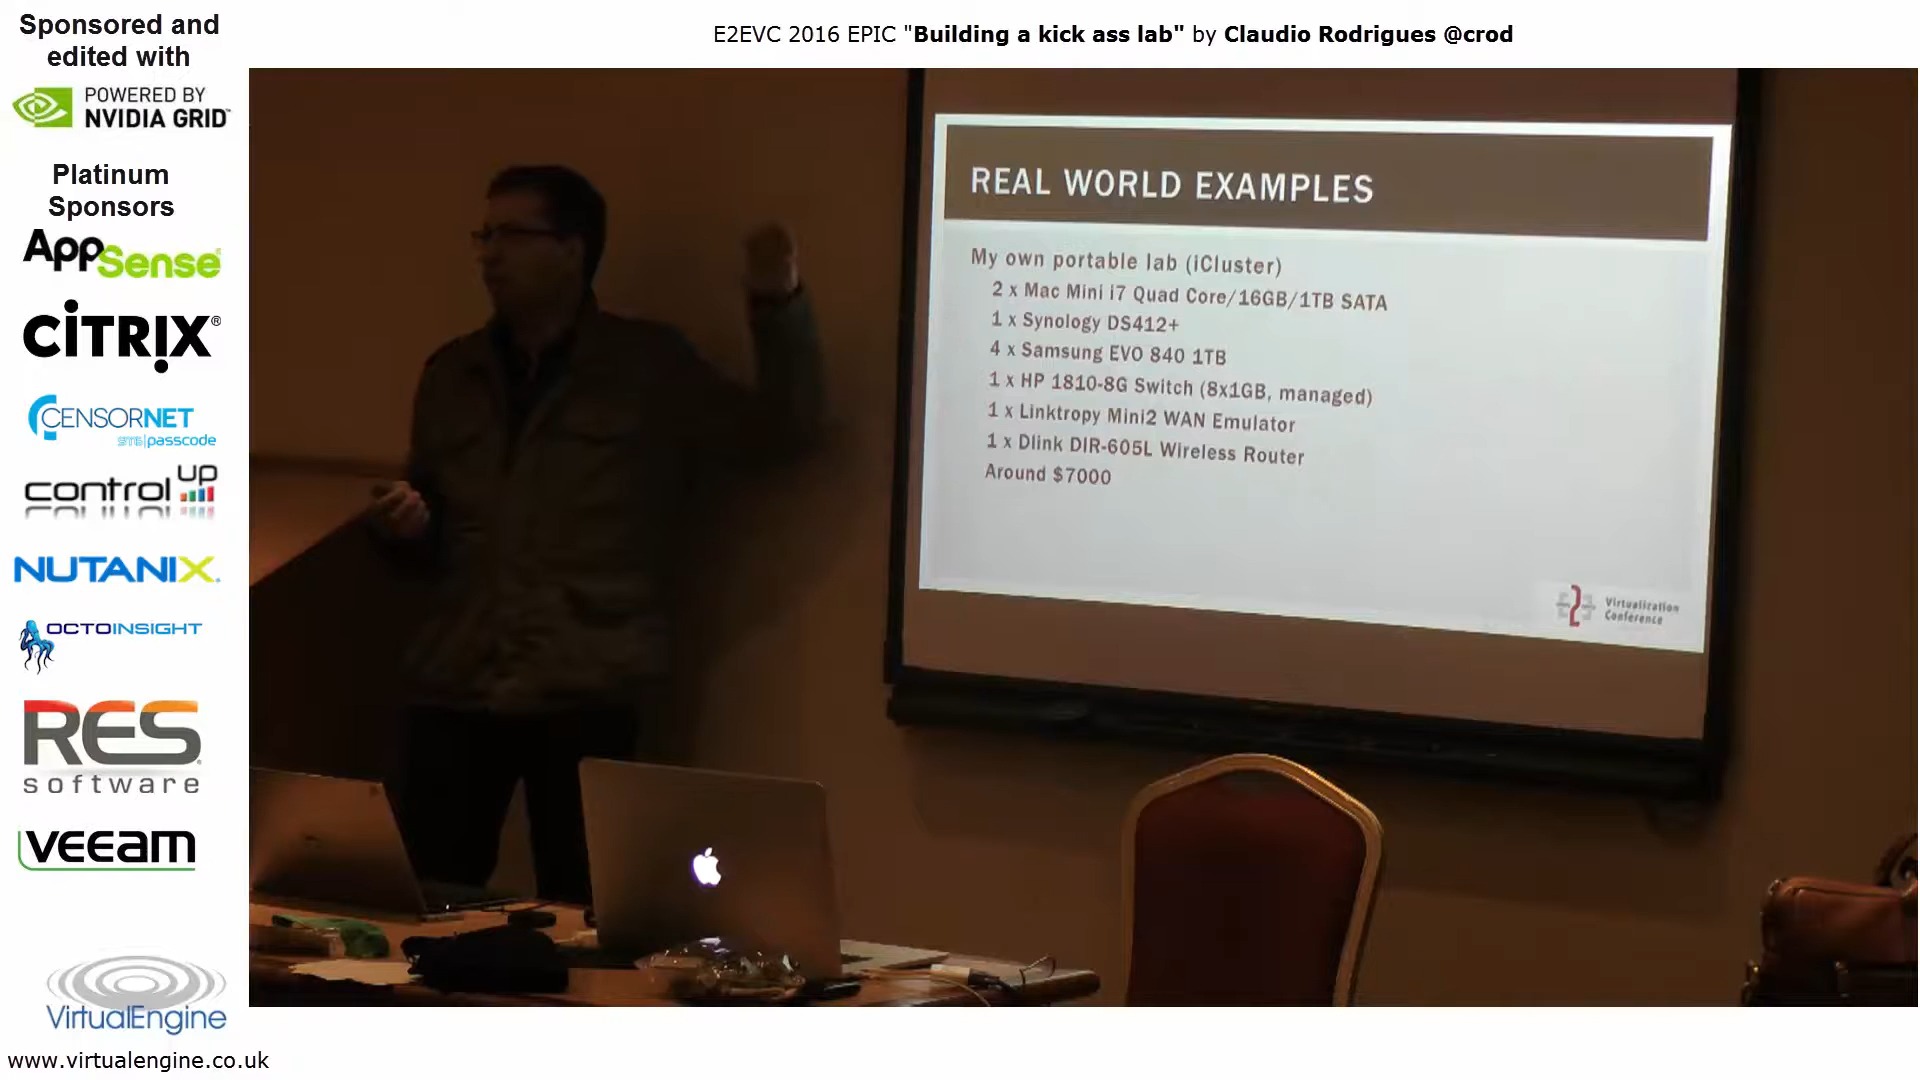 E2EVC 2016 EPIC "Building a kick ass lab" by Claudio Rodrigues @crod
Sponsored and
edited with
POWERED BY
NVIDIA GRID™
Platinum
Sponsors
AppSense
CITRIX®
CENSORNET
SMS|passcode
control UP
NUTANIX
OCTOINSIGHT
RES
software
veeam
VirtualEngine
www.virtualengine.co.uk
REAL WORLD EXAMPLES
My own portable lab (iCluster)
2 x Mac Mini i7 Quad Core/16GB/1TB SATA
1 x Synology DS412+
4 x Samsung EVO 840 1TB
1 x HP 1810-8G Switch (8x1GB, managed)
1 x Linktropy Mini2 WAN Emulator
1 x Dlink DIR-605L Wireless Router
Around $7000
Virtualization
Conference